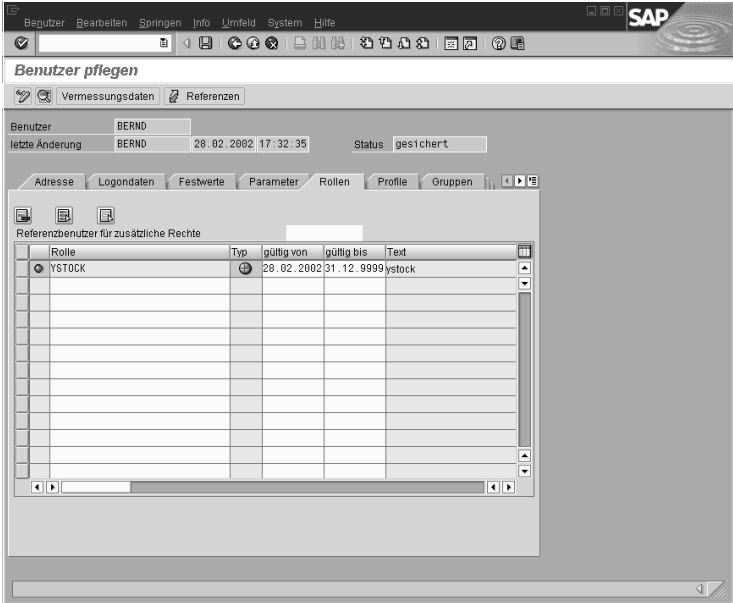 Benutzer Bearbeiten Springen Info Umfeld System Hilfe
SAP
Benutzer pflegen
Vermessungsdaten Referenzen
Benutzer BERND
letzte Änderung BERND 28.02.2002 17:32:35 Status gesichert
Adresse Logondaten Festwerte Parameter Rollen Profile Gruppen
Referenzbenutzer für zusätzliche Rechte
Rolle Typ gültig von gültig bis Text
YSTOCK 28.02.2002 31.12.9999 ystock